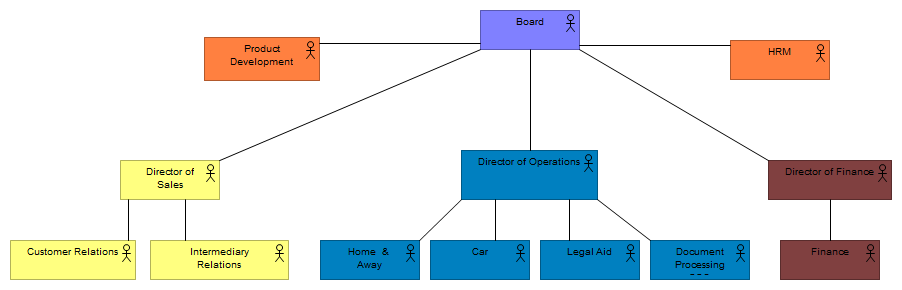 Board
Product
Development
HRM
Director of
Sales
Director of Operations
Director of Finance
Customer Relations
Intermediary
Relations
Home & 
Away
Car
Legal Aid
Document
Processing
Finance